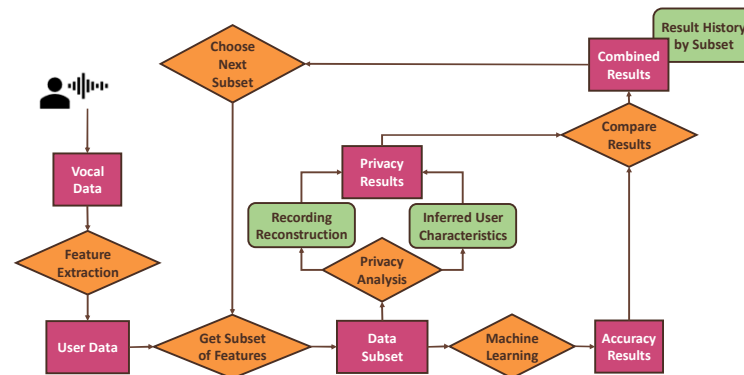 Choose
Next
Subset
Combined
Results
Result History
by Subset
Compare
Results
Vocal
Data
Privacy
Results
Recording
Reconstruction
Inferred User
Characteristics
Feature
Extraction
Privacy
Analysis
User Data
Get Subset
of Features
Data
Subset
Machine
Learning
Accuracy
Results